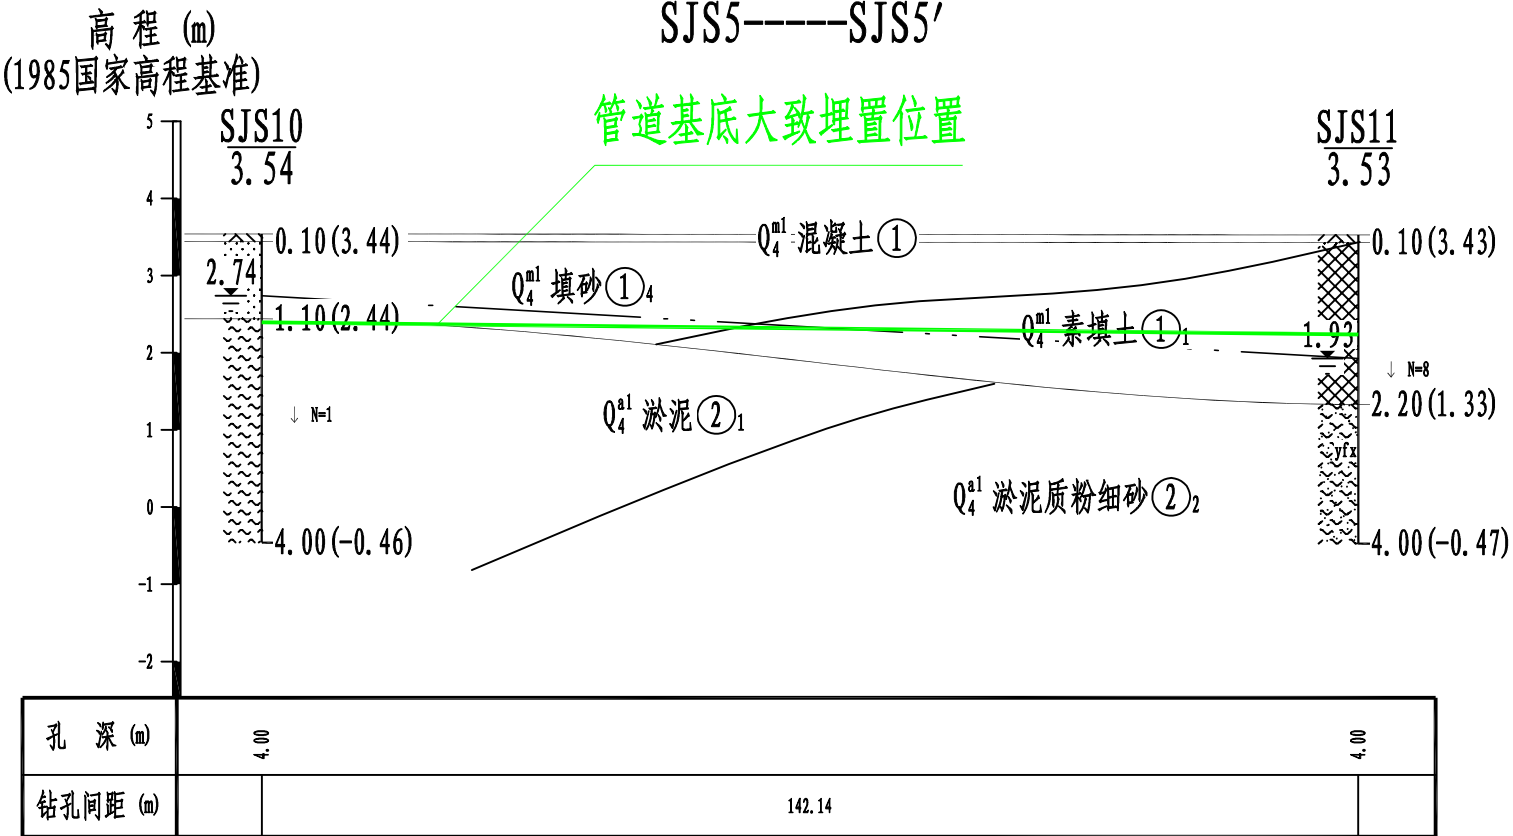 SJS5-----SJS5′
高 程 (m)
(1985国家高程基准)
管道基底大致埋置位置
SJS10
3.54
SJS11
3.53
5
4
3
2
1
0
-1
-2
0.10(3.44)
Q4ml 混凝土①
0.10(3.43)
2.74
Q4ml 填砂①4
1.10(2.44)
Q4ml 素填土①1
1.93
N=8
2.20(1.33)
N=1
Q4al 淤泥②1
yfx
Q4al 淤泥质粉细砂②2
4.00(-0.46)
4.00(-0.47)
孔 深 (m)
4.00
4.00
钻孔间距 (m)
142.14